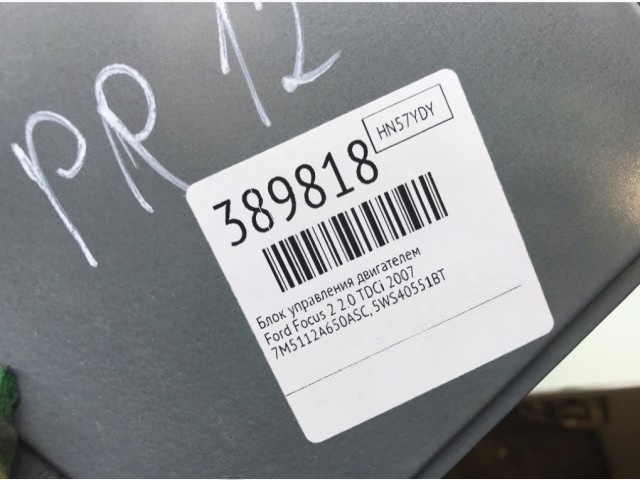 PR 12
HN57YDY
389818
Блок управления двигателем
Ford Focus 2 2.0 TDCi 2007
7M5112A650ASC, 5WS40551BT